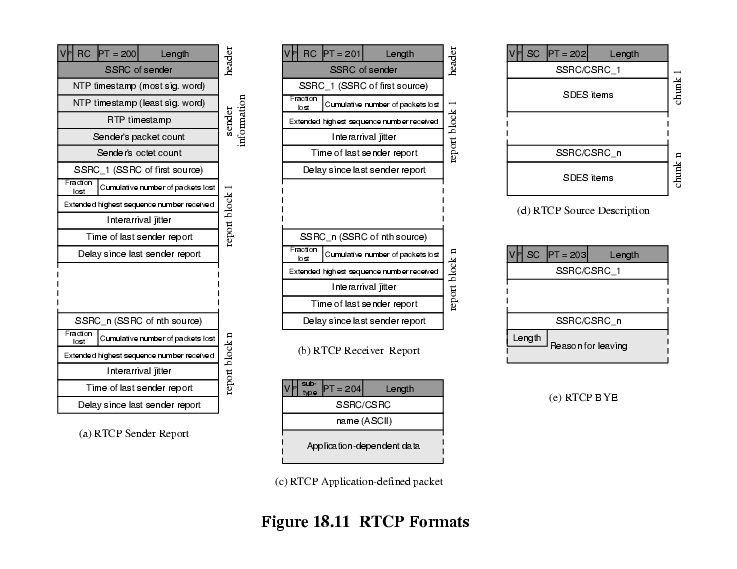 V P RC PT = 200 Length
SSRC of sender
header
NTP timestamp (most sig. word)
NTP timestamp (least sig. word)
RTP timestamp
Sender's packet count
Sender's octet count
sender
information
SSRC_1 (SSRC of first source)
Fraction
lost
Cumulative number of packets lost
Extended highest sequence number received
Interarrival jitter
Time of last sender report
Delay since last sender report
report block 1
SSRC_n (SSRC of nth source)
Fraction
lost
Cumulative number of packets lost
Extended highest sequence number received
Interarrival jitter
Time of last sender report
Delay since last sender report
report block n
(a) RTCP Sender Report
V P RC PT = 201 Length
SSRC of sender
header
SSRC_1 (SSRC of first source)
Fraction
lost
Cumulative number of packets lost
Extended highest sequence number received
Interarrival jitter
Time of last sender report
Delay since last sender report
report block 1
SSRC_n (SSRC of nth source)
Fraction
lost
Cumulative number of packets lost
Extended highest sequence number received
Interarrival jitter
Time of last sender report
Delay since last sender report
report block n
(b) RTCP Receiver Report
V P sub-
type
PT = 204 Length
SSRC/CSRC
name (ASCII)
Application-dependent data
(c) RTCP Application-defined packet
V P SC PT = 202 Length
SSRC/CSRC_1
SDES items
chunk 1
SSRC/CSRC_n
SDES items
chunk n
(d) RTCP Source Description
V P SC PT = 203 Length
SSRC/CSRC_1
SSRC/CSRC_n
Length
Reason for leaving
(e) RTCP BYE
Figure 18.11 RTCP Formats